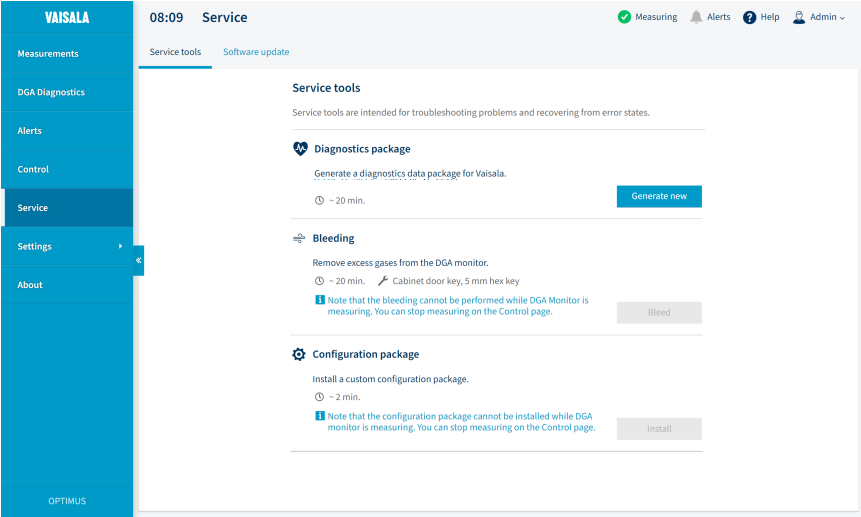 VAISALA
08:09 Service
Measuring Alerts Help Admin
Measurements
DGA Diagnostics
Alerts
Control
Service
Settings
About
OPTIMUS
Service tools Software update
Service tools
Service tools are intended for troubleshooting problems and recovering from error states.
Diagnostics package
Generate a diagnostics data package for Vaisala.
~ 20 min.
Generate new
Bleeding
Remove excess gases from the DGA monitor.
~ 20 min. Cabinet door key, 5 mm hex key
Note that the bleeding cannot be performed while DGA Monitor is
measuring. You can stop measuring on the Control page.
Bleed
Configuration package
Install a custom configuration package.
~ 2 min.
Note that the configuration package cannot be installed while DGA
monitor is measuring. You can stop measuring on the Control page.
Install